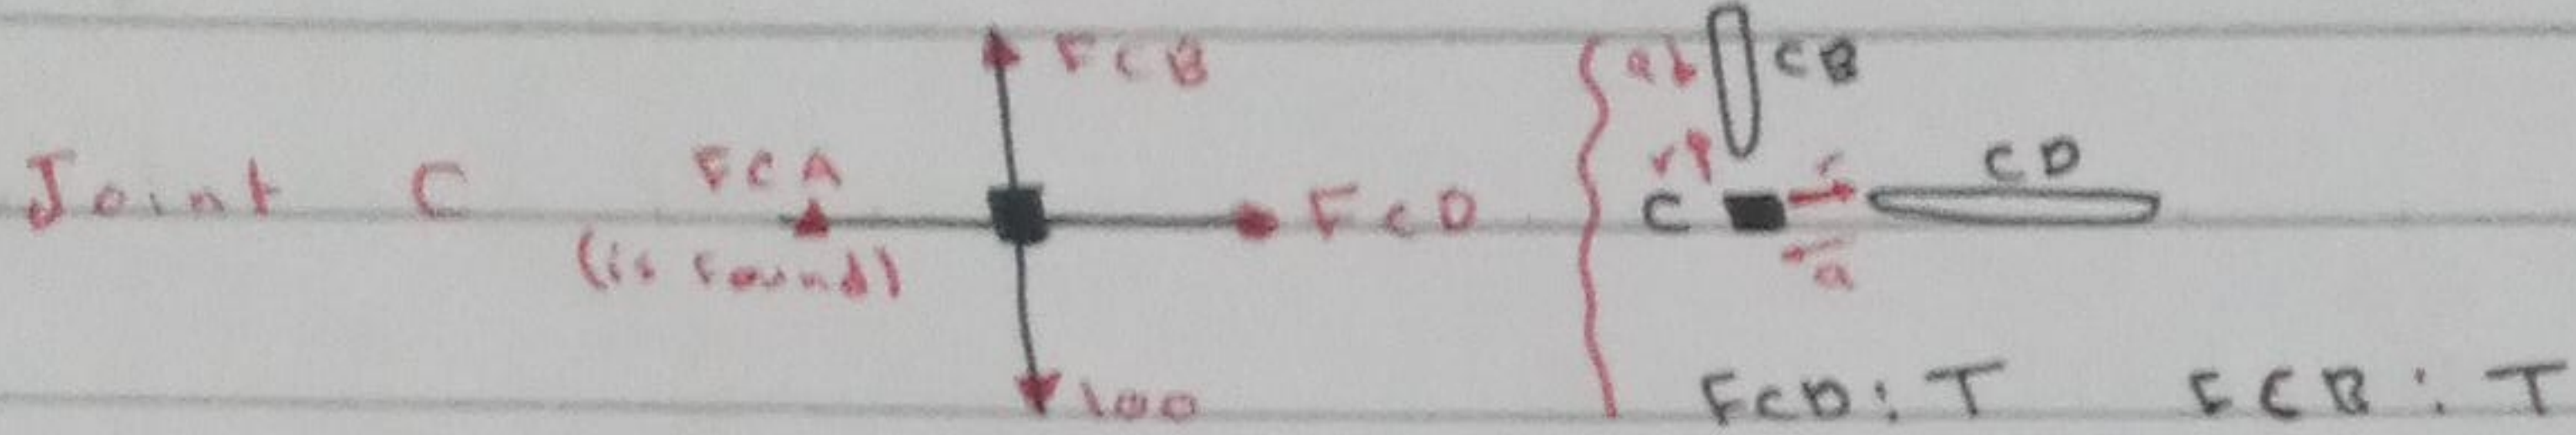 FCB
a CB
Joint C FCA FCD r C r CD
(is found) a
100 FCD : T FCB : T